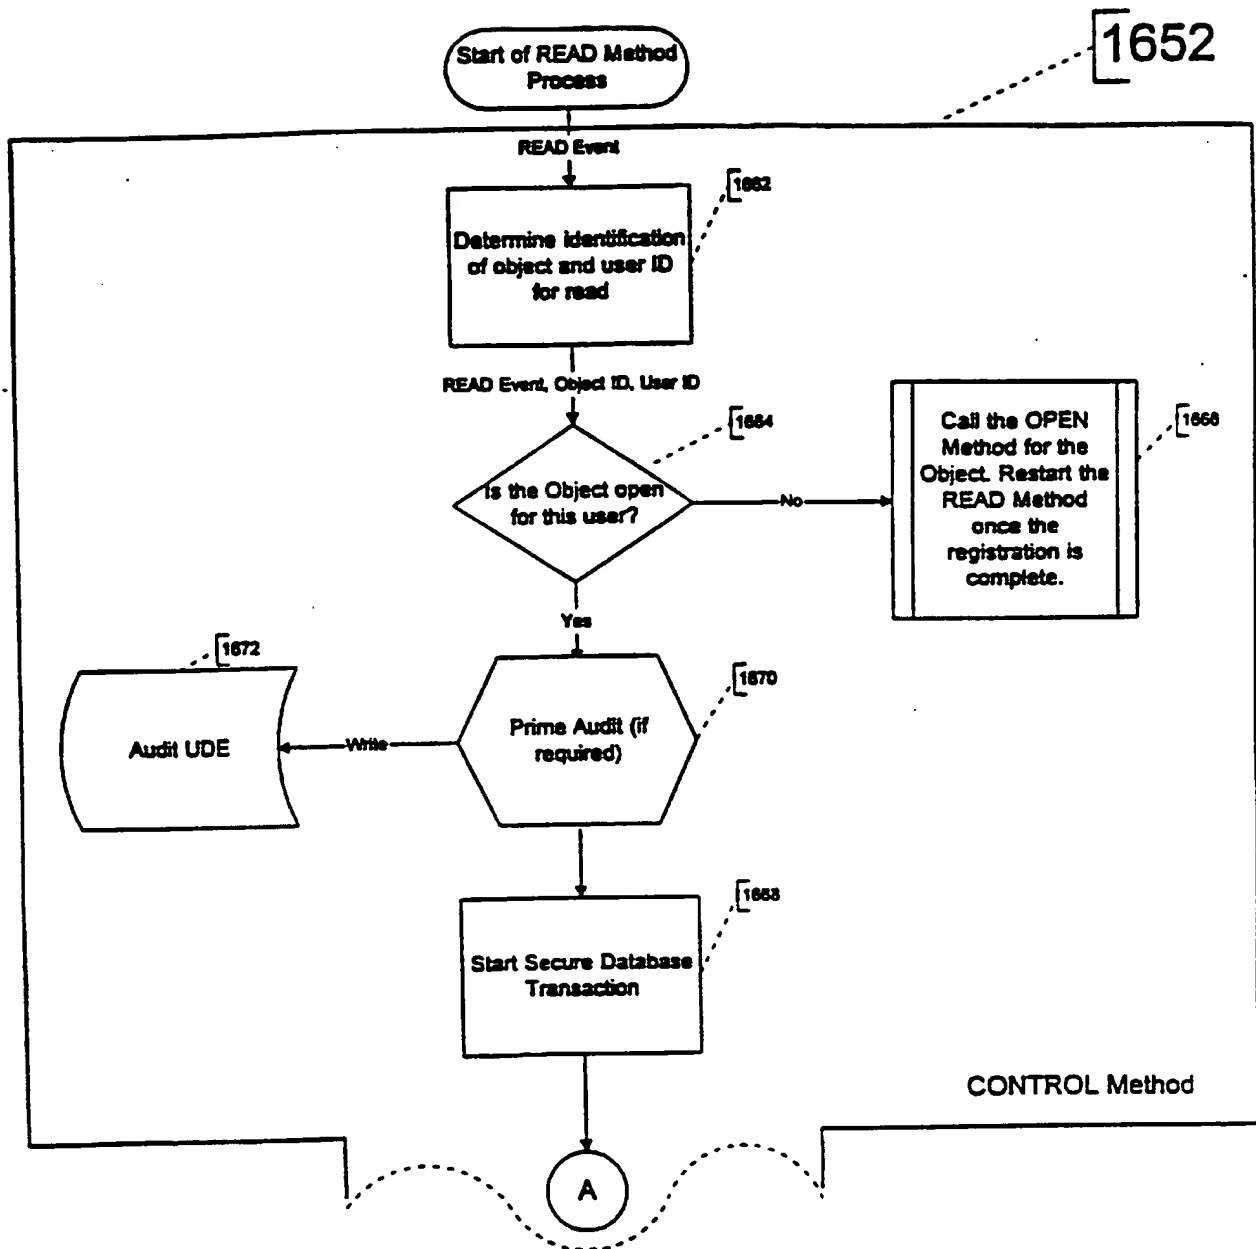 1652
Start of READ Method
Process
READ Event
1662
Determine identification
of object and user ID
for read
READ Event, Object ID, User ID
1664
Is the Object open
for this user?
No
1666
Call the OPEN
Method for the
Object. Restart the
READ Method
once the
registration is
complete.
Yes
1672
Audit UDE
Write
1670
Prime Audit (if
required)
1668
Start Secure Database
Transaction
CONTROL Method
A